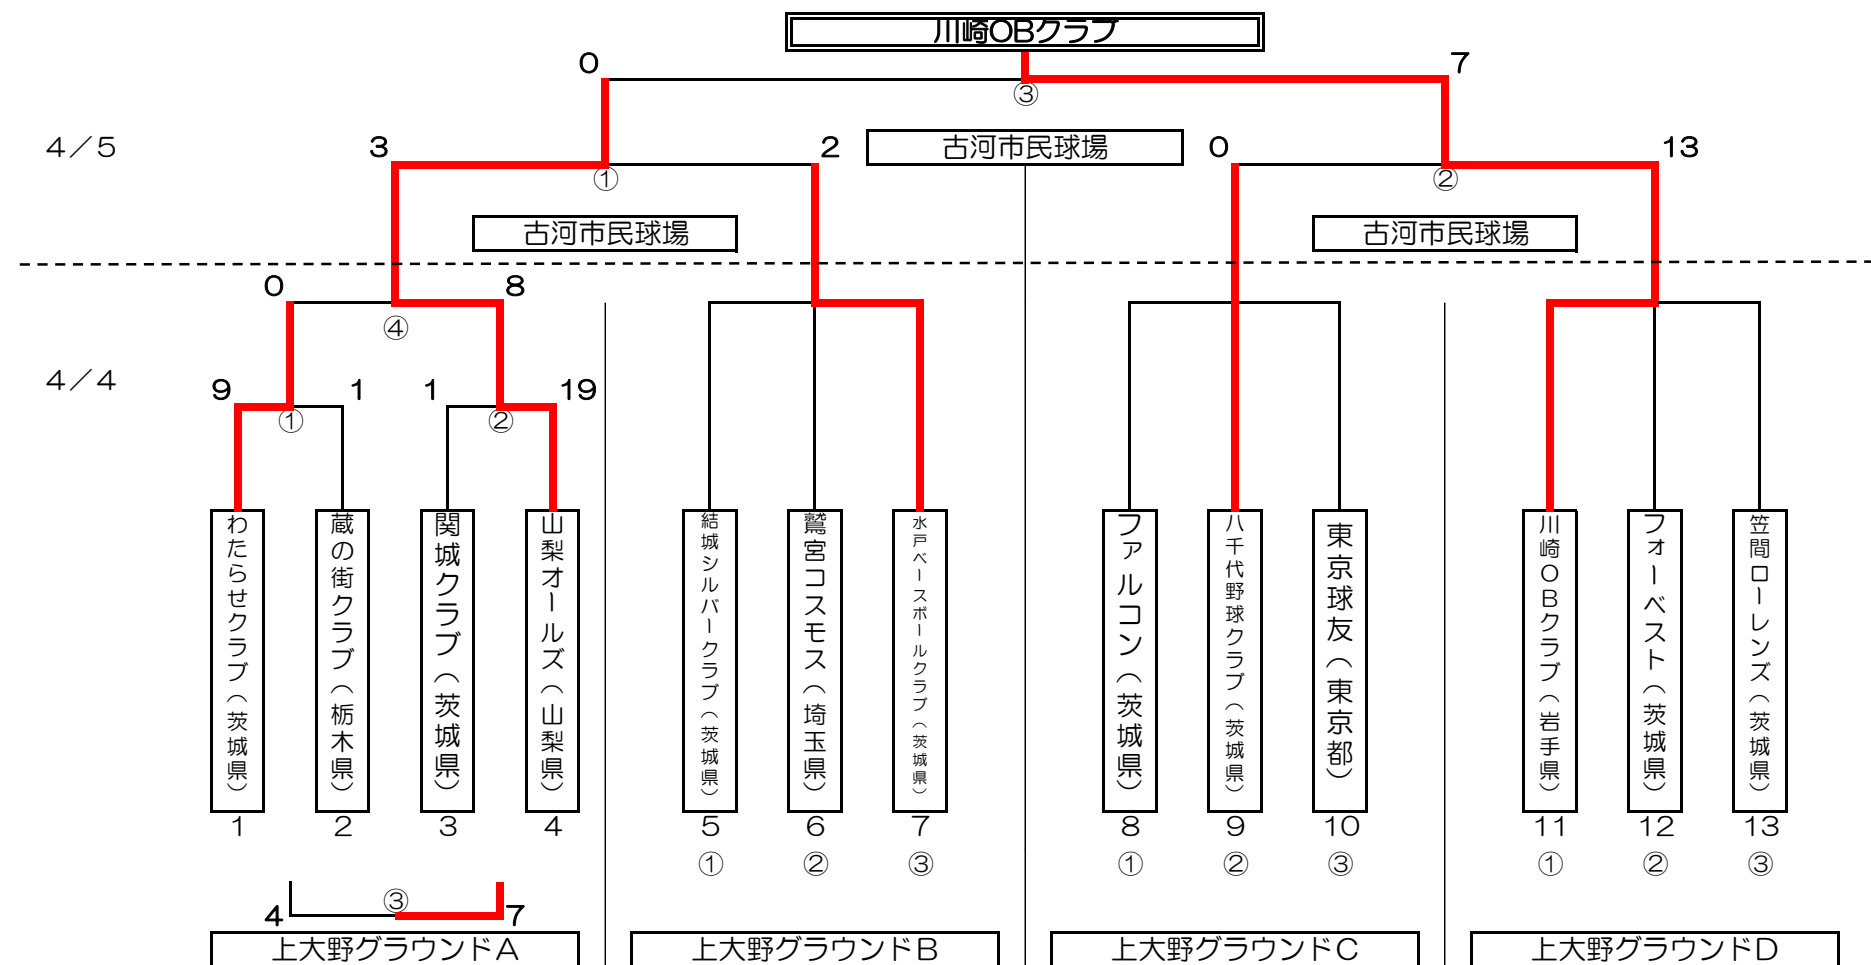 川崎OBクラブ
0
7
③
4／5
3
2
古河市民球場
0
13
①
②
古河市民球場
古河市民球場
0
8
④
4／4
9
1
1
19
①
②
わたらせクラブ（茨城県）
蔵の街クラブ（栃木県）
関城クラブ（茨城県）
山梨オールズ（山梨県）
結城シルバークラブ（茨城県）
鷲宮コスモス（埼玉県）
水戸ベースボールクラブ（茨城県）
ファルコン（茨城県）
八千代野球クラブ（茨城県）
東京球友（東京都）
川崎OBクラブ（岩手県）
フォーベスト（茨城県）
笠間ローレンズ（茨城県）
1
2
3
4
5
6
7
8
9
10
11
12
13
①
②
③
①
②
③
①
②
③
③
4
7
上大野グラウンドA
上大野グラウンドB
上大野グラウンドC
上大野グラウンドD